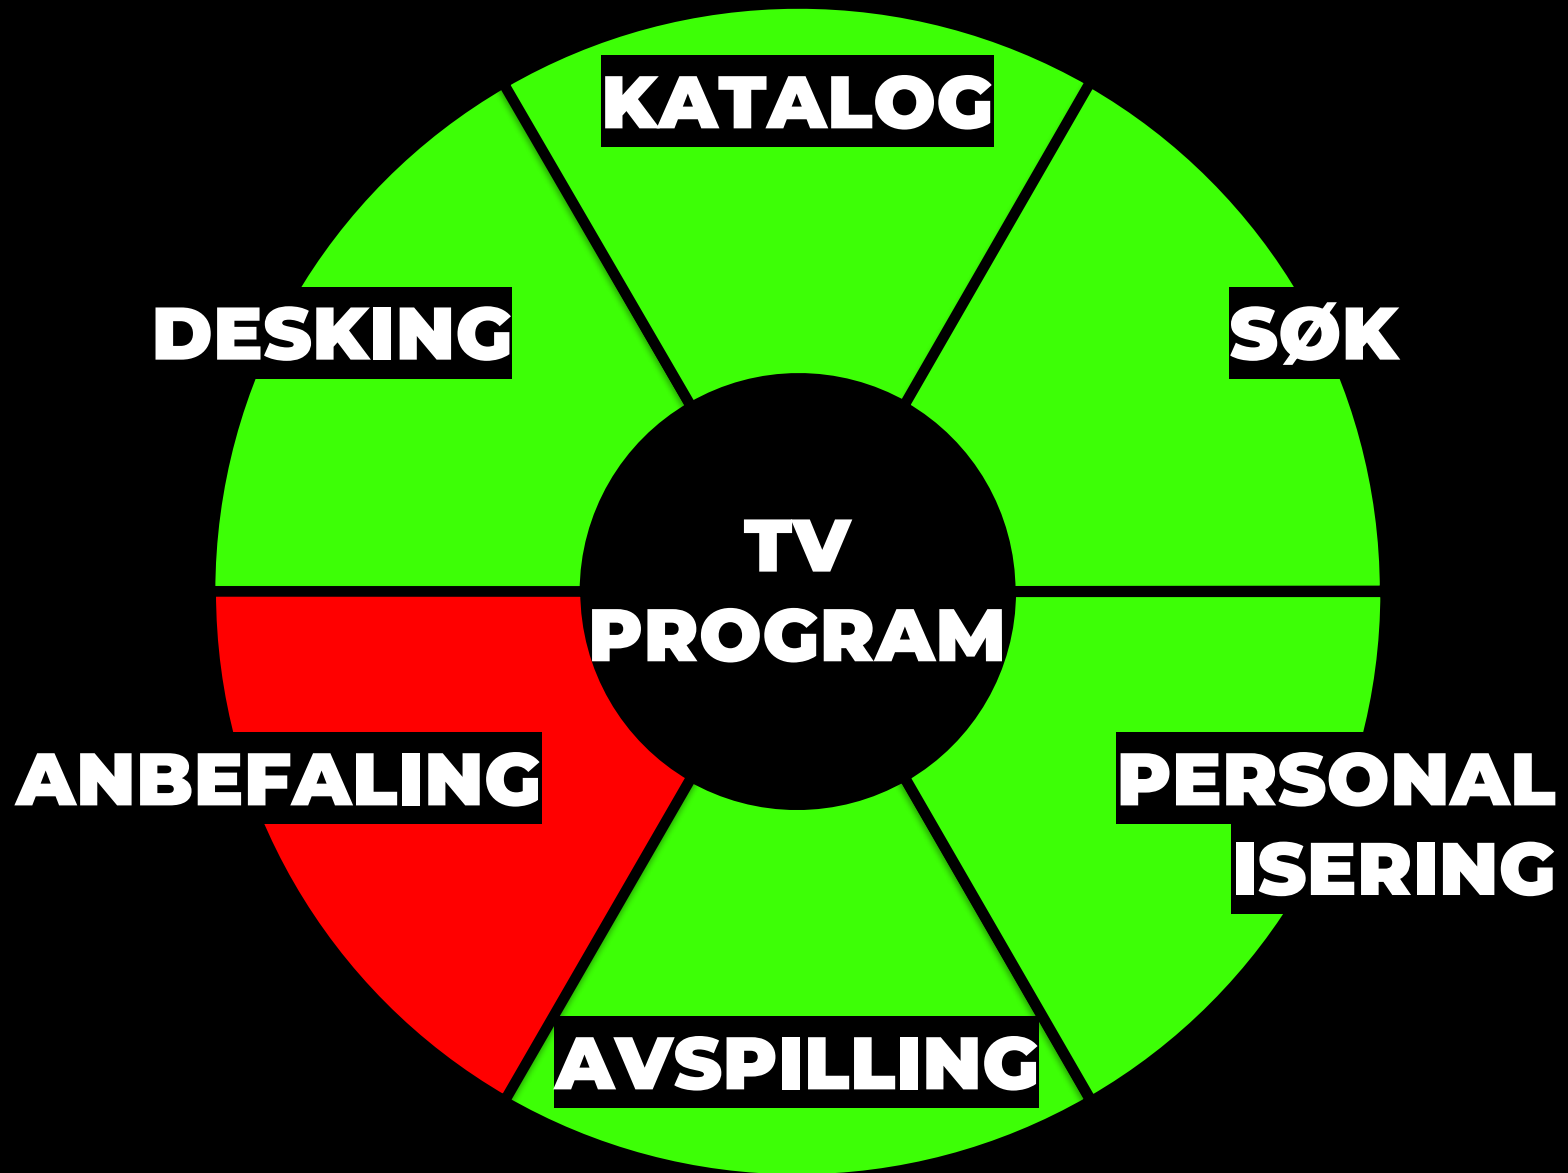 KATALOG
DESKING
SØK
TV
PROGRAM
ANBEFALING
PERSONAL
ISERING
AVSPILLING